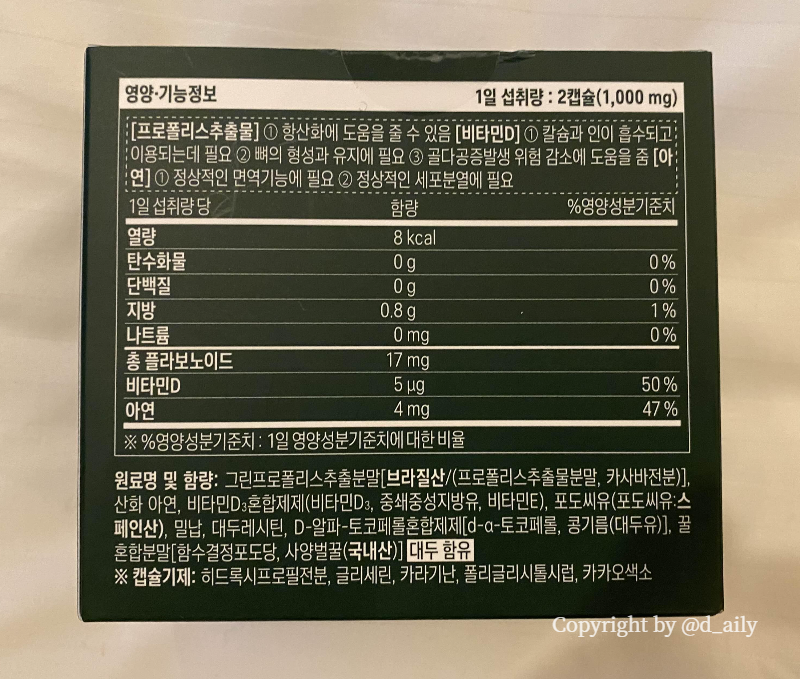 영양·기능정보 1일 섭취량 : 2캡슐(1,000 mg)
[프로폴리스추출물] ① 항산화에 도움을 줄 수 있음 [비타민D] ① 칼슘과 인이 흡수되고
이용되는데 필요 ② 뼈의 형성과 유지에 필요 ③ 골다공증발생 위험 감소에 도움을 줌 [아
연] ① 정상적인 면역기능에 필요 ② 정상적인 세포분열에 필요
1일 섭취량 당 함량 %영양성분기준치
열량 8 kcal
탄수화물 0 g 0 %
단백질 0 g 0 %
지방 0.8 g 1 %
나트륨 0 mg 0 %
총 플라보노이드 17 mg
비타민D 5 μg 50 %
아연 4 mg 47 %
※ %영양성분기준치 : 1일 영양성분기준치에 대한 비율
원료명 및 함량: 그린프로폴리스추출분말[브라질산/(프로폴리스추출물분말, 카사바전분)],
산화 아연, 비타민D₃혼합제제(비타민D₃, 중쇄중성지방유, 비타민E), 포도씨유(포도씨유:스
페인산), 밀납, 대두레시틴, D-알파-토코페롤혼합제제[d-α-토코페롤, 콩기름(대두유)], 꿀
혼합분말[함수결정포도당, 사양벌꿀(국내산)] 대두 함유
※ 캡슐기제: 히드록시프로필전분, 글리세린, 카라기난, 폴리글리시톨시럽, 카카오색소
Copyright by @d_aily